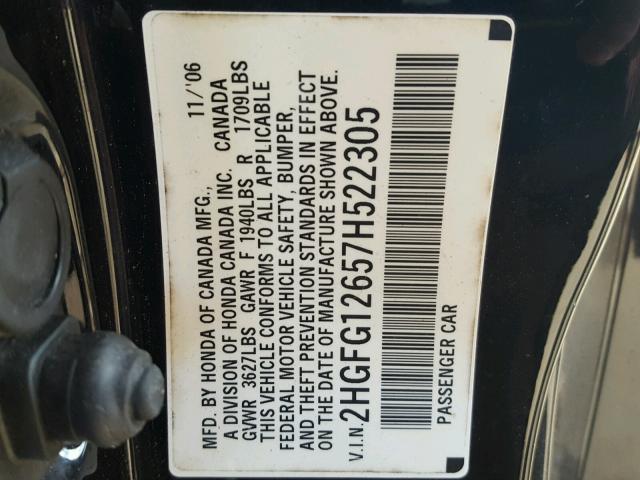 MFD. BY HONDA OF CANADA MFG., 11/'06
A DIVISION OF HONDA CANADA INC. CANADA
GVWR 3627LBS GAWR F 1940LBS R 1709LBS
THIS VEHICLE CONFORMS TO ALL APPLICABLE
FEDERAL MOTOR VEHICLE SAFETY, BUMPER,
AND THEFT PREVENTION STANDARDS IN EFFECT
ON THE DATE OF MANUFACTURE SHOWN ABOVE.
V.I.N. 2HGFG12657H522305
PASSENGER CAR